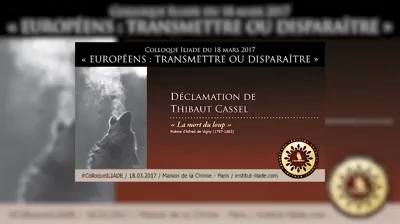 COLLOQUE ILIADE DU 18 MARS 2017
« EUROPÉENS : TRANSMETTRE OU DISPARAÎTRE »
DÉCLAMATION DE
THIBAUT CASSEL
« La mort du loup »
Poème d'Alfred de Vigny (1797-1863)
#ColloqueILIADE / 18.03.2017 / Maison de la Chimie - Paris / institut-iliade.com